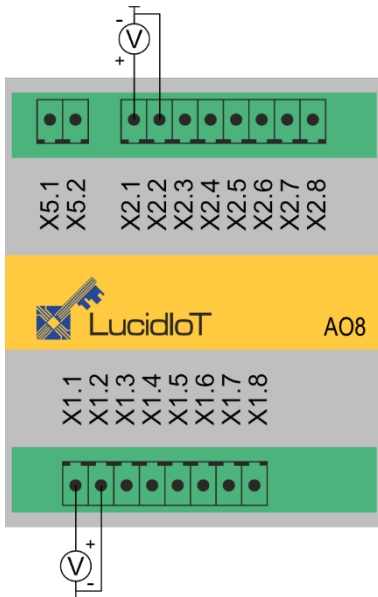 -
V
+
X5.1 X5.2 X2.1 X2.2 X2.3 X2.4 X2.5 X2.6 X2.7 X2.8
LucidIoT AO8
X1.1 X1.2 X1.3 X1.4 X1.5 X1.6 X1.7 X1.8
+
V
-